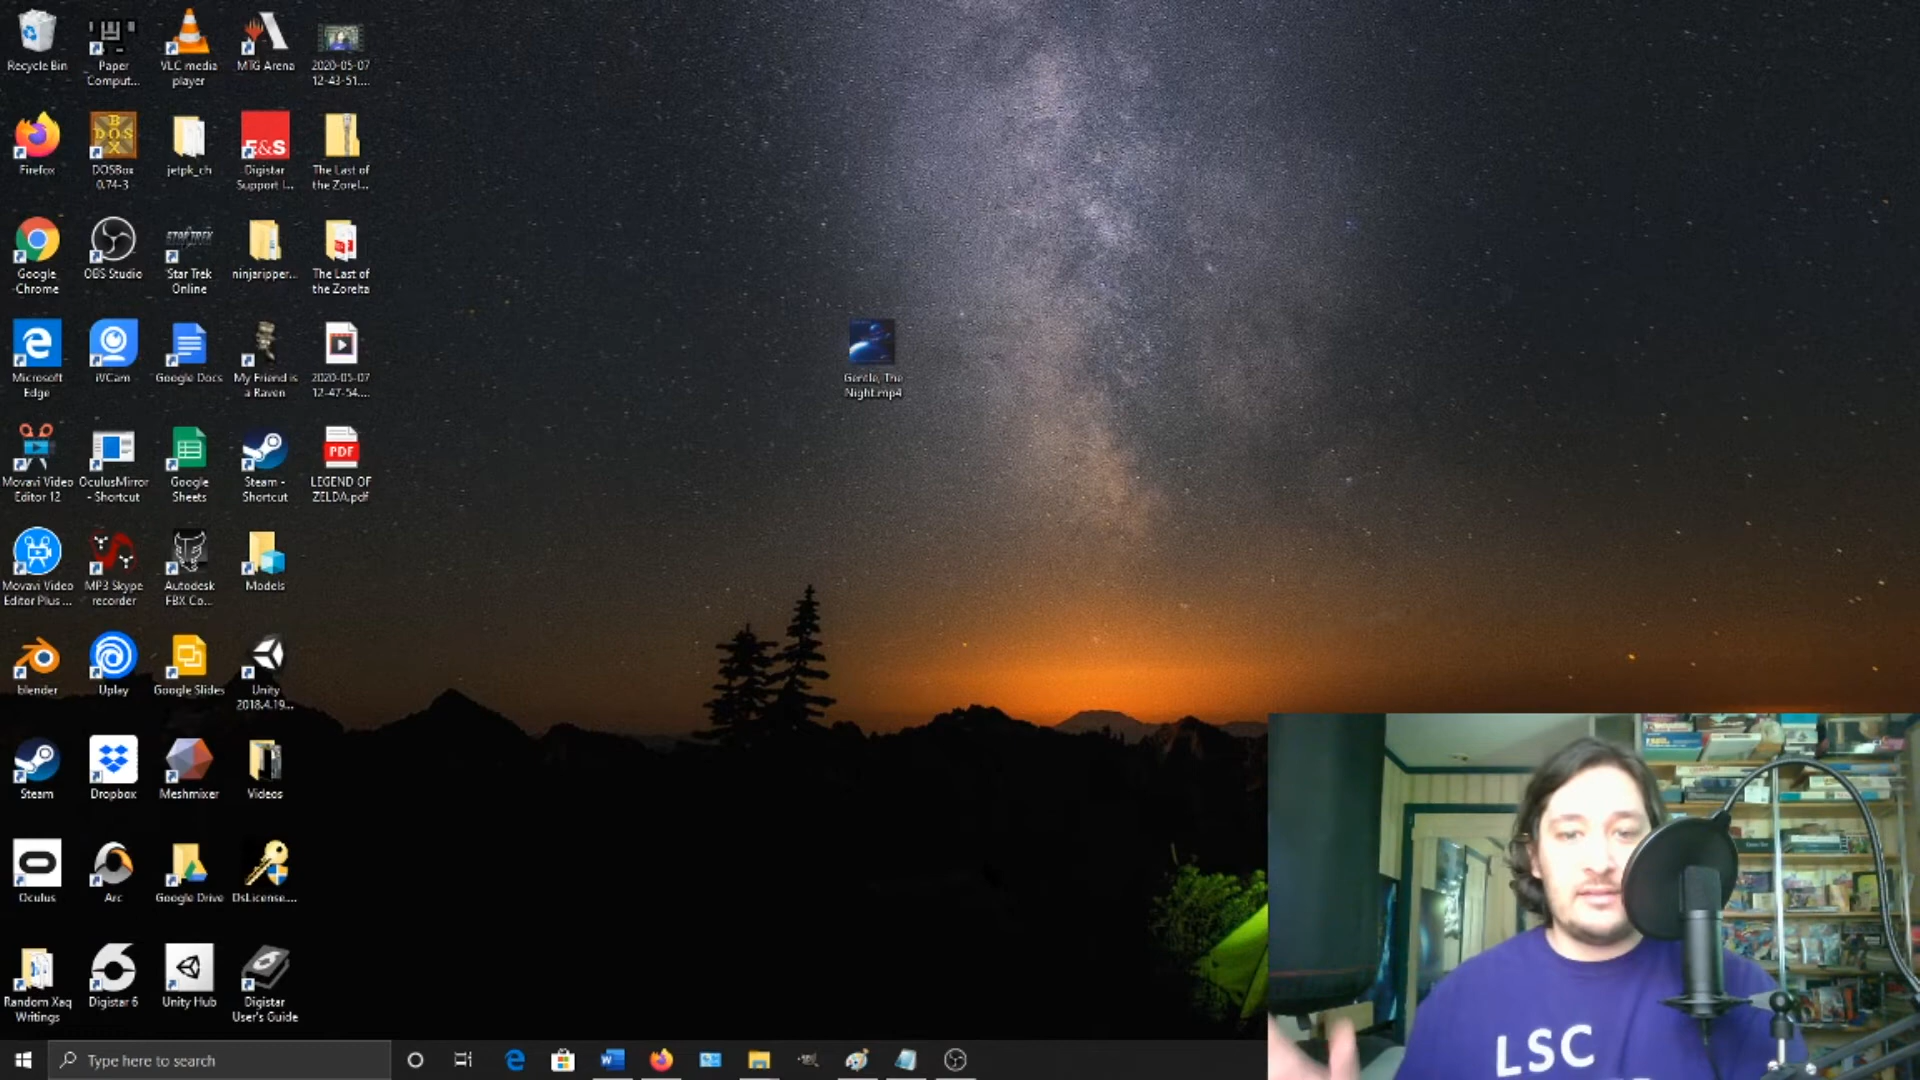 Recycle Bin
Paper
Comput...
VLC media
player
MTG Arena
2020-05-07
12-43-51....
Firefox
DOSBox
0.74-3
jetpk_ch
E&S
Digistar
Support I...
The Last of
the Zorel...
Google
Chrome
OBS Studio
STAR TREK
Star Trek
Online
ninjaripper...
The Last of
the Zorelta
Microsoft
Edge
iVCam
Google Docs
My Friend is
a Raven
2020-05-07
12-47-54....
Gentle, The
Night.mp4
Movavi Video
Editor 12
OculusMirror
- Shortcut
Google
Sheets
Steam -
Shortcut
PDF
LEGEND OF
ZELDA.pdf
Movavi Video
Editor Plus ...
MP3 Skype
recorder
Autodesk
FBX Co...
Models
blender
Uplay
Google Slides
Unity
2018.4.19...
Steam
Dropbox
Meshmixer
Videos
Oculus
Arc
Google Drive
DsLicense....
Random Xaq
Writings
Digistar 6
Unity Hub
Digistar
User's Guide
Type here to search
LSC